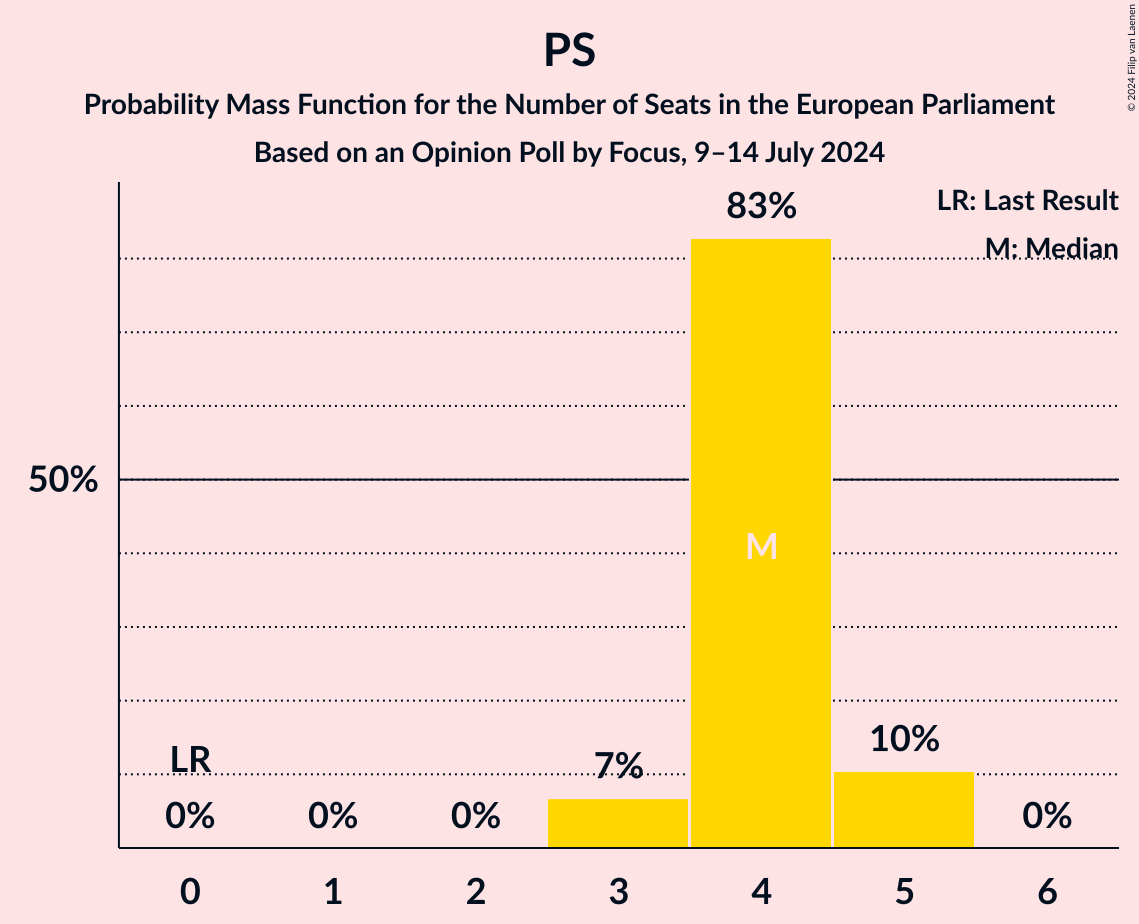 PS
Probability Mass Function for the Number of Seats in the European Parliament
Based on an Opinion Poll by Focus, 9–14 July 2024
© 2024 Filip van Laenen
LR: Last Result
M: Median
83%
50%
M
10%
LR
7%
0% 0% 0% 0%
0 1 2 3 4 5 6